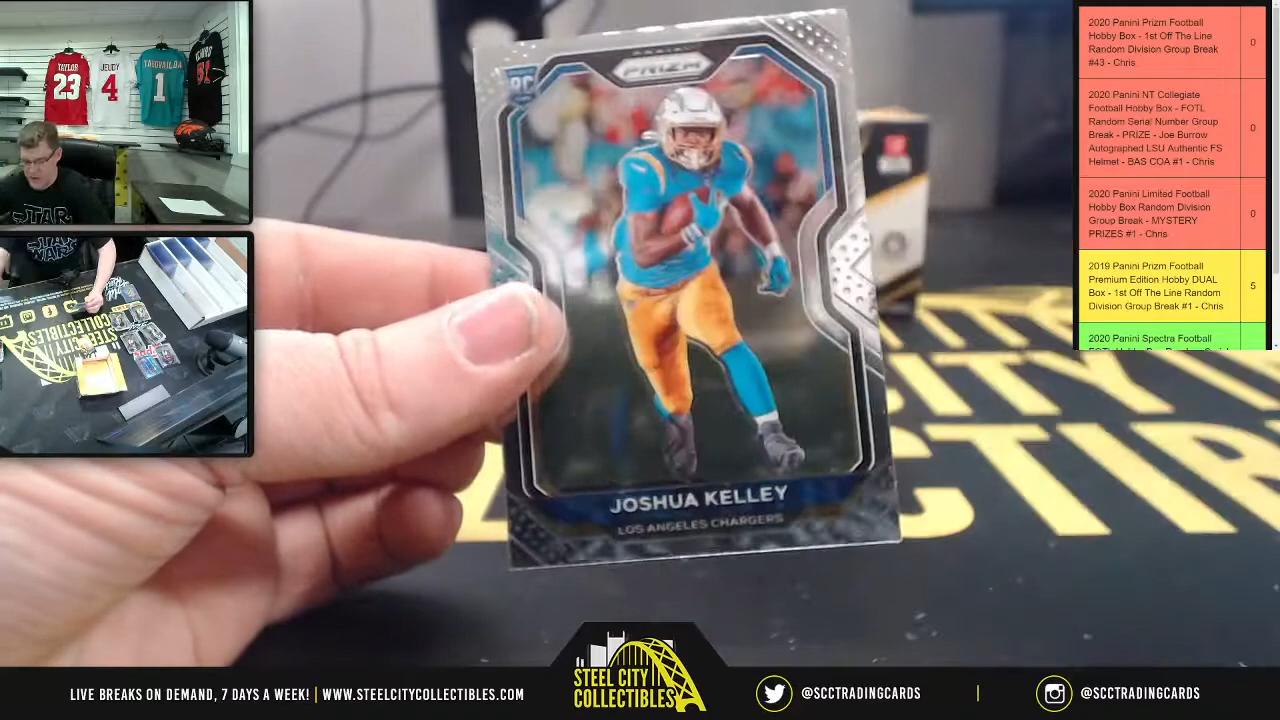 TAYLOR
23
JEUDY
4
TAGOVAILOA
1
STAR
WARS
STEEL CITY
COLLECTIBLES
PANINI
PRIZM
RC
JOSHUA KELLEY
LOS ANGELES CHARGERS
2020 Panini Prizm Football
Hobby Box - 1st Off The Line
Random Division Group Break
#43 - Chris
0
2020 Panini NT Collegiate
Football Hobby Box - FOTL
Random Serial Number Group
Break - PRIZE - Joe Burrow
Autographed LSU Authentic FS
Helmet - BAS COA #1 - Chris
0
2020 Panini Limited Football
Hobby Box Random Division
Group Break - MYSTERY
PRIZES #1 - Chris
0
2019 Panini Prizm Football
Premium Edition Hobby DUAL
Box - 1st Off The Line Random
Division Group Break #1 - Chris
5
2020 Panini Spectra Football
LIVE BREAKS ON DEMAND, 7 DAYS A WEEK! | WWW.STEELCITYCOLLECTIBLES.COM
STEEL CITY
COLLECTIBLES
@SCCTRADINGCARDS | @SCCTRADINGCARDS